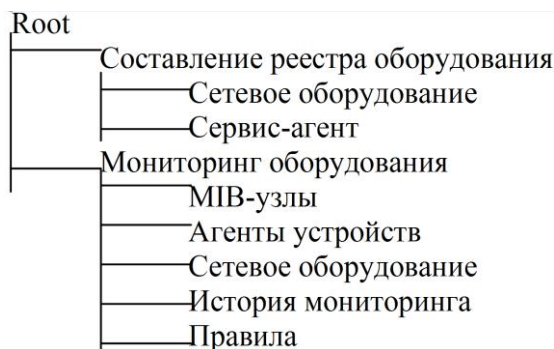 Root
Составление реестра оборудования
Сетевое оборудование
Сервис-агент
Мониторинг оборудования
MIB-узлы
Агенты устройств
Сетевое оборудование
История мониторинга
Правила